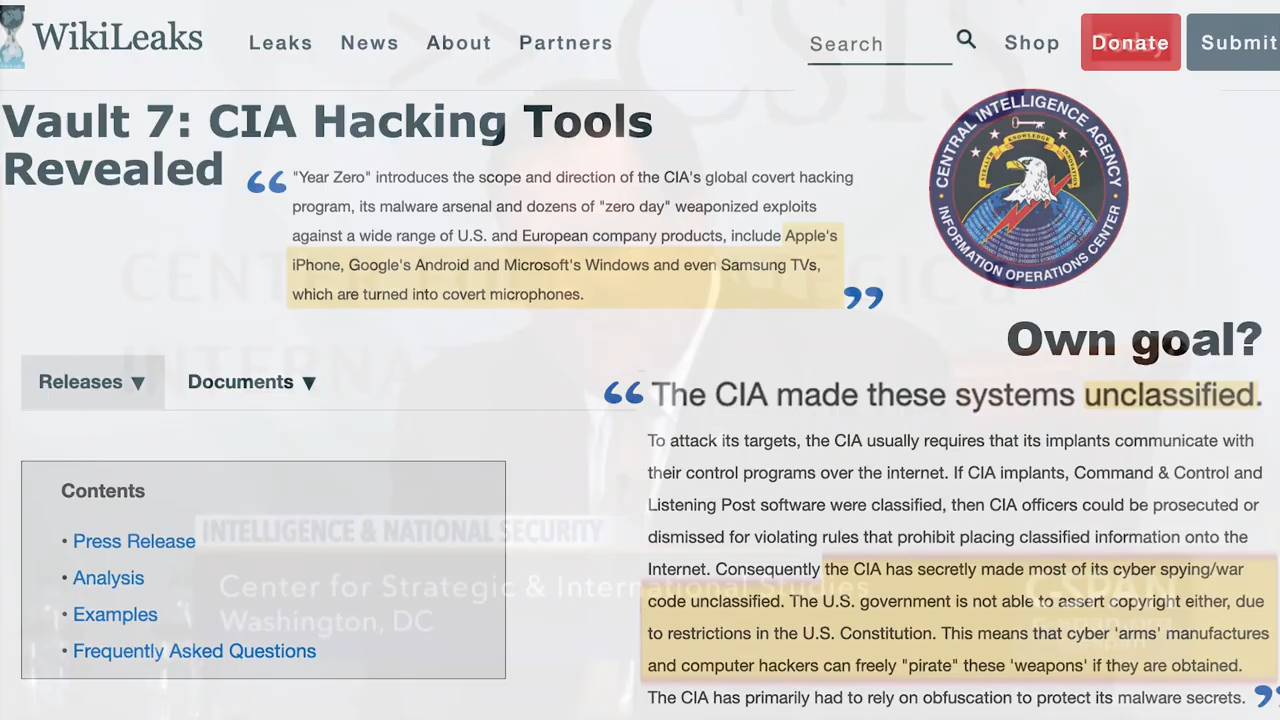 WikiLeaks
Leaks News About Partners
Search
Shop
Donate
Submit
Today
CSIS
Vault 7: CIA Hacking Tools
Revealed
"Year Zero" introduces the scope and direction of the CIA's global covert hacking
program, its malware arsenal and dozens of "zero day" weaponized exploits
against a wide range of U.S. and European company products, include Apple's
iPhone, Google's Android and Microsoft's Windows and even Samsung TVs,
which are turned into covert microphones.
CENTRAL INTELLIGENCE AGENCY
INFORMATION OPERATIONS CENTER
Own goal?
Releases ▼ Documents ▼
“ The CIA made these systems unclassified.
To attack its targets, the CIA usually requires that its implants communicate with
their control programs over the internet. If CIA implants, Command & Control and
Listening Post software were classified, then CIA officers could be prosecuted or
dismissed for violating rules that prohibit placing classified information onto the
Internet. Consequently the CIA has secretly made most of its cyber spying/war
code unclassified. The U.S. government is not able to assert copyright either, due
to restrictions in the U.S. Constitution. This means that cyber 'arms' manufactures
and computer hackers can freely "pirate" these 'weapons' if they are obtained.
The CIA has primarily had to rely on obfuscation to protect its malware secrets. ”
Contents
• Press Release
• Analysis
• Examples
• Frequently Asked Questions
INTELLIGENCE & NATIONAL SECURITY
Center for Strategic & International Studies
Washington, DC
C-SPAN